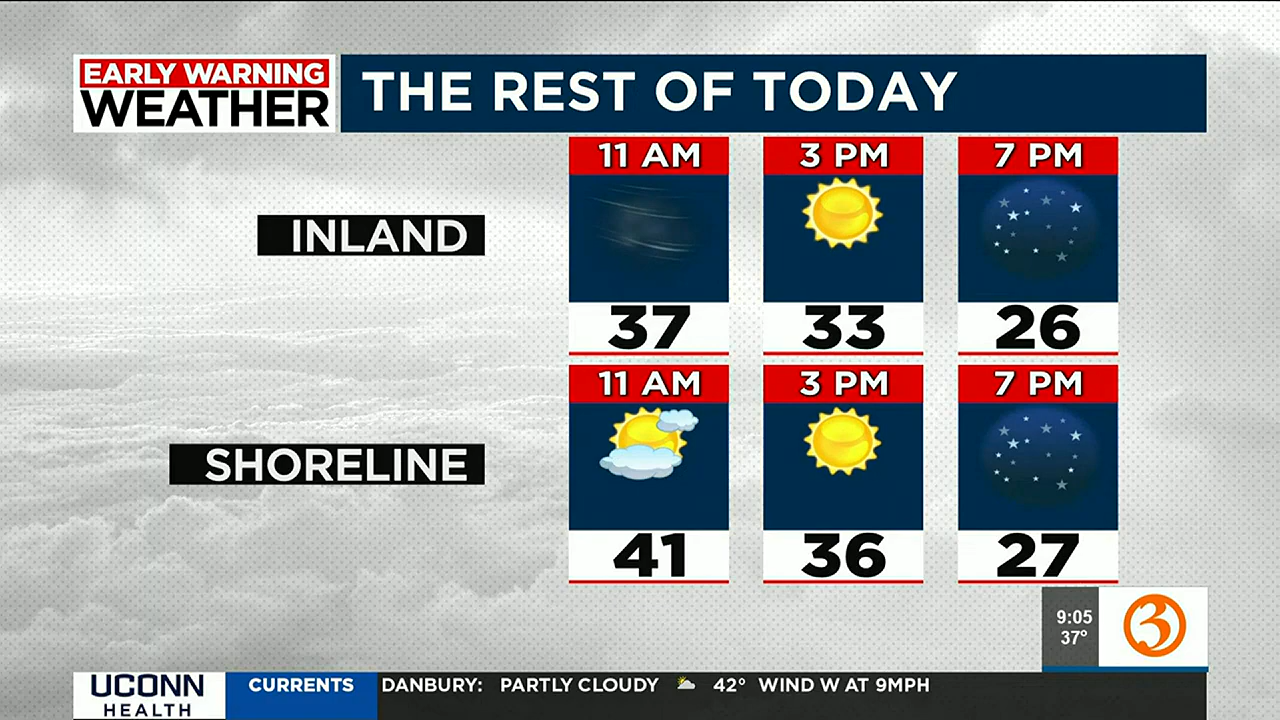 EARLY WARNING
WEATHER
THE REST OF TODAY
11 AM
3 PM
7 PM
INLAND
37
33
26
11 AM
3 PM
7 PM
SHORELINE
41
36
27
9:05
37°
3
UCONN
HEALTH
CURRENTS
DANBURY: PARTLY CLOUDY 42° WIND W AT 9MPH